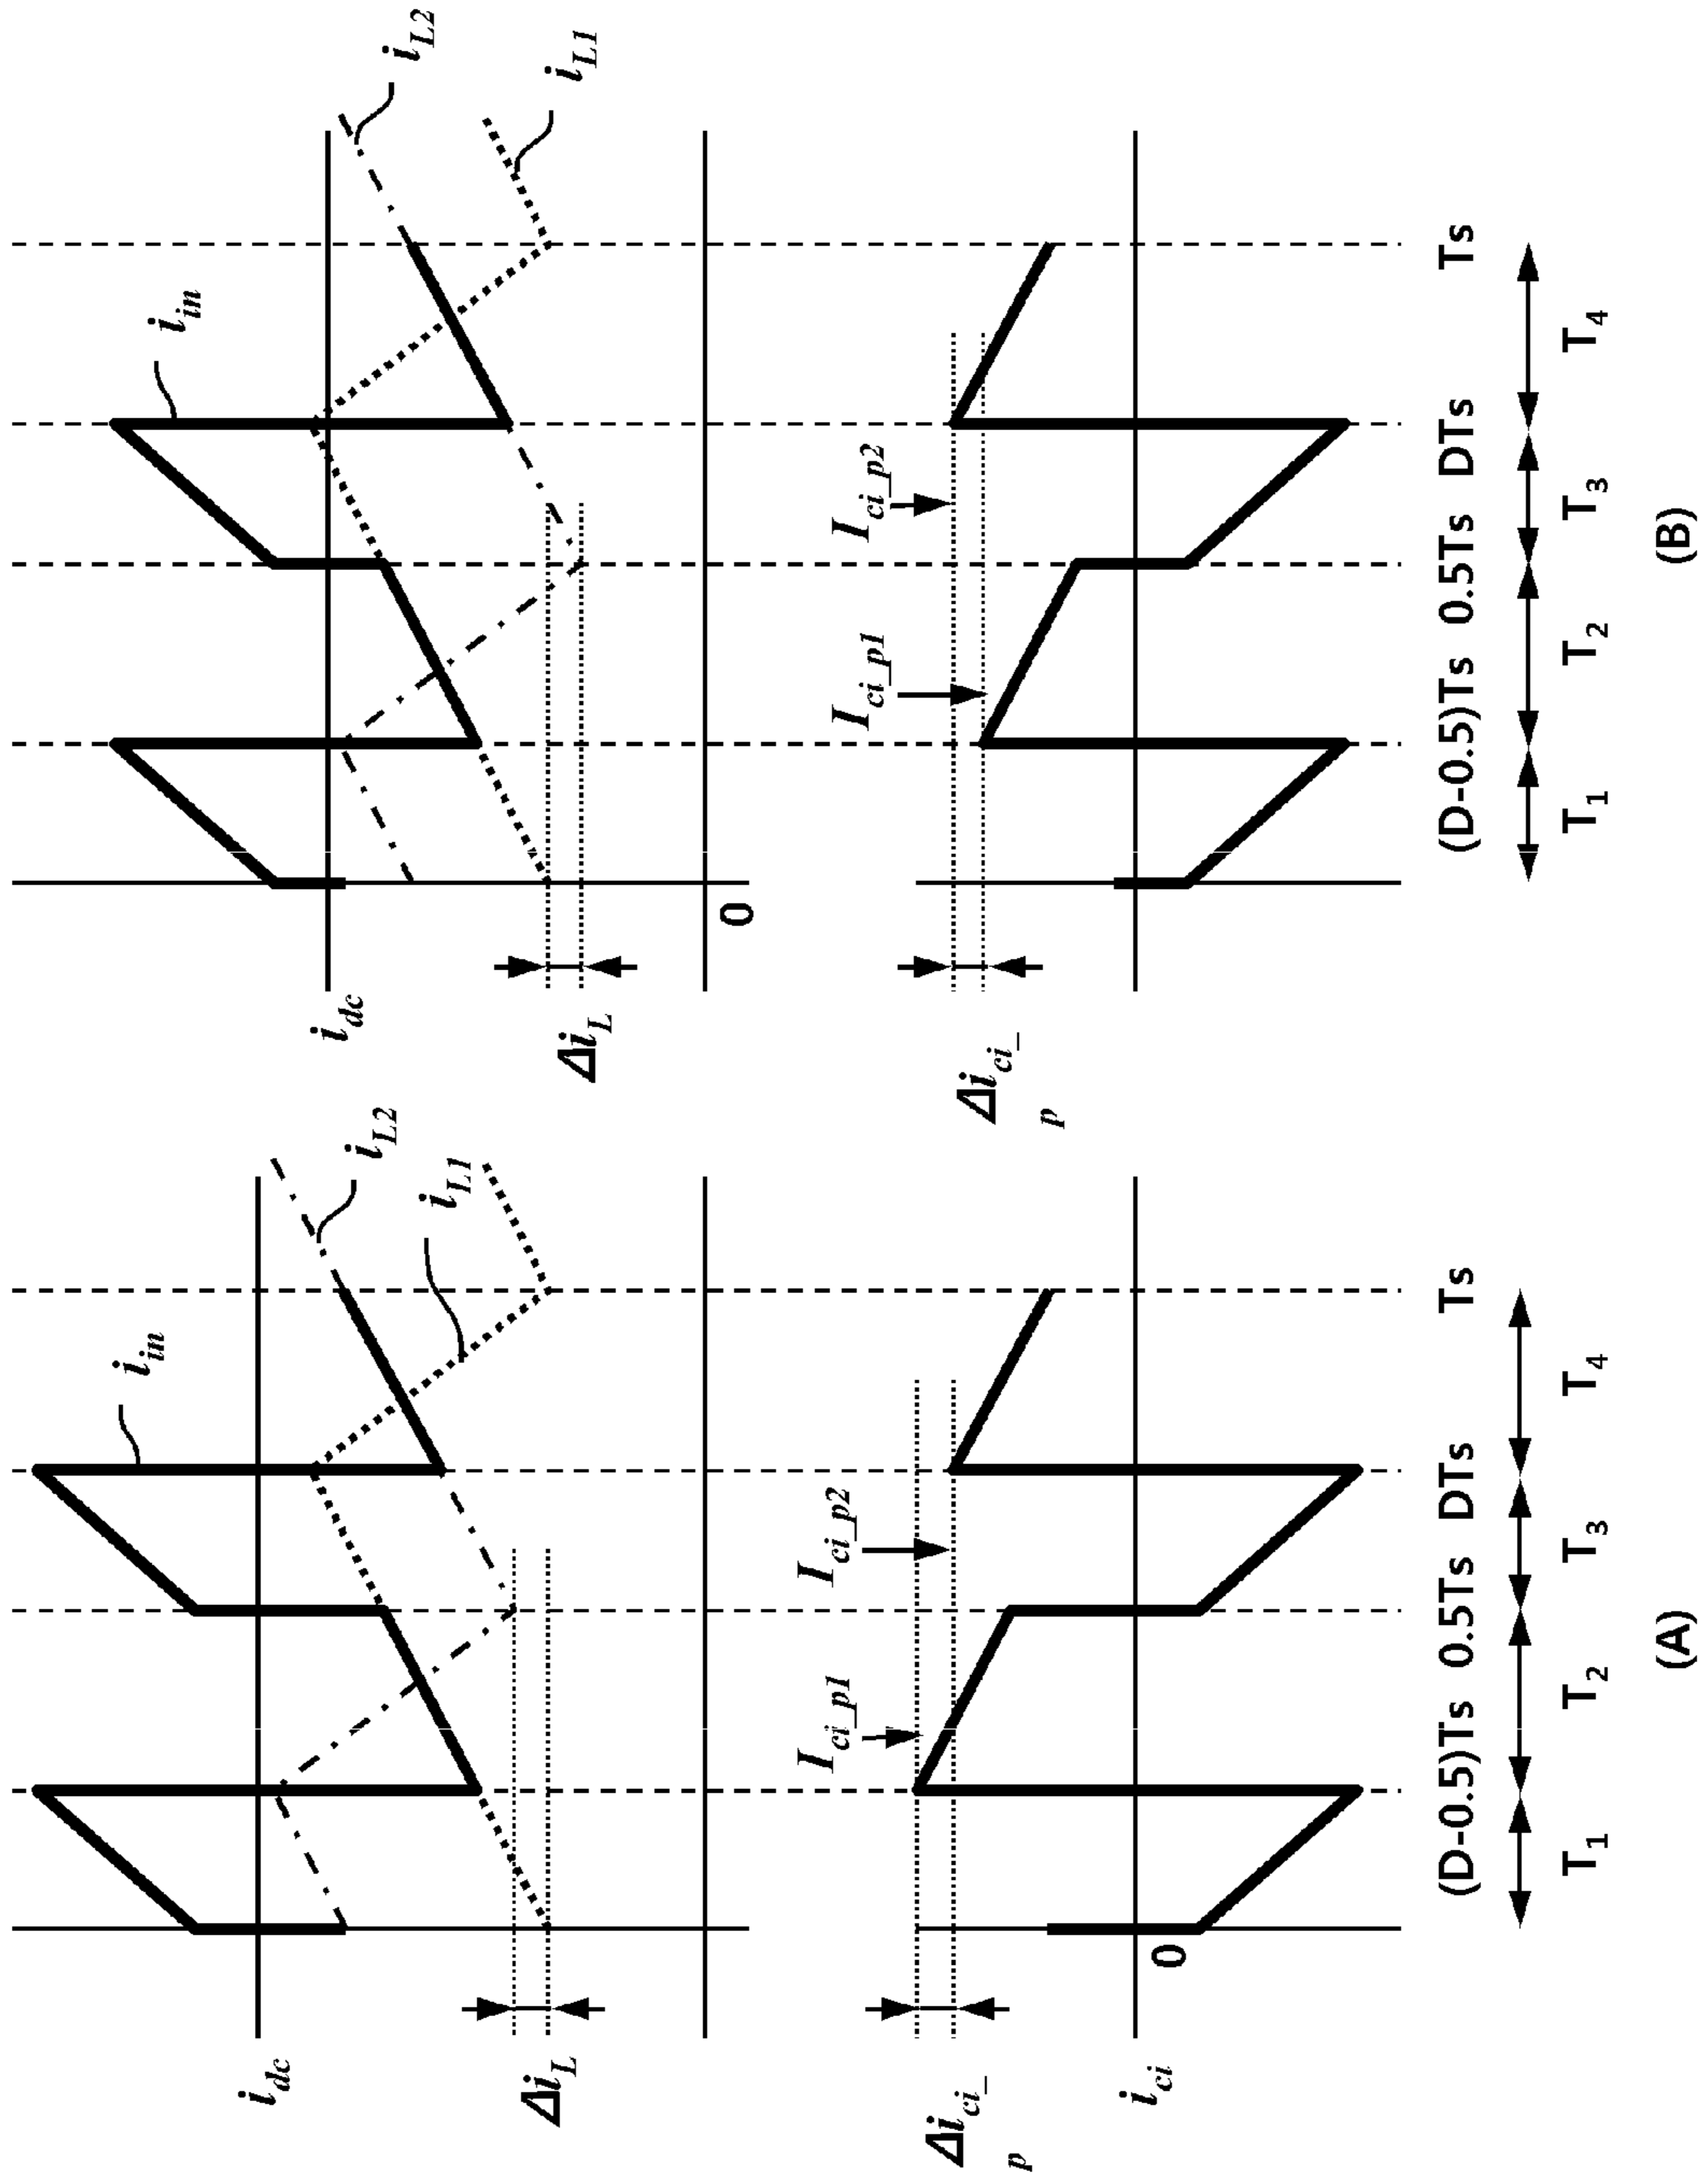 i_in
i_L2
i_dc
i_L1
Δi_L
I_ci_p1
I_ci_p2
Δi_ci_
p
i_ci
0
(D-0.5)Ts 0.5Ts DTs Ts
T₁ T₂ T₃ T₄
(A)
i_in
i_L2
i_dc
i_L1
Δi_L
0
I_ci_p1
I_ci_p2
Δi_ci_
p
(D-0.5)Ts 0.5Ts DTs Ts
T₁ T₂ T₃ T₄
(B)